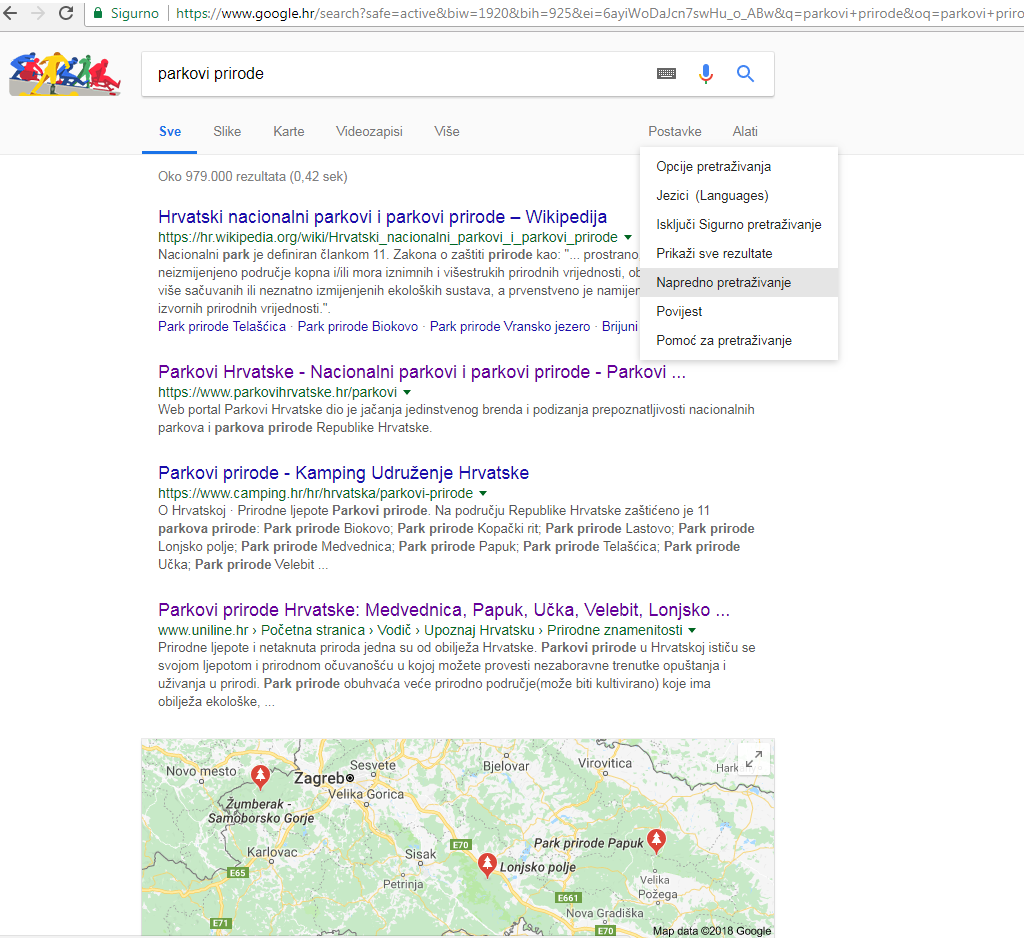 Sigurno
https://www.google.hr/search?safe=active&biw=1920&bih=925&ei=6ayiWoDaJcn7swHu_o_ABw&q=parkovi+prirode&oq=parkovi+priro
parkovi prirode
Sve Slike Karte Videozapisi Više Postavke Alati
Oko 979.000 rezultata (0,42 sek)
Opcije pretraživanja
Jezici (Languages)
Isključi Sigurno pretraživanje
Prikaži sve rezultate
Napredno pretraživanje
Povijest
Pomoć za pretraživanje
Hrvatski nacionalni parkovi i parkovi prirode – Wikipedija
https://hr.wikipedia.org/wiki/Hrvatski_nacionalni_parkovi_i_parkovi_prirode
Nacionalni park je definiran člankom 11. Zakona o zaštiti prirode kao: "... prostrano,
neizmijenjeno područje kopna i/ili mora iznimnih i višestrukih prirodnih vrijednosti, ob
više sačuvanih ili neznatno izmijenjenih ekoloških sustava, a prvenstveno je namijen
izvornih prirodnih vrijednosti.".
Park prirode Telašćica · Park prirode Biokovo · Park prirode Vransko jezero · Brijuni
Parkovi Hrvatske - Nacionalni parkovi i parkovi prirode - Parkovi ...
https://www.parkovihrvatske.hr/parkovi
Web portal Parkovi Hrvatske dio je jačanja jedinstvenog brenda i podizanja prepoznatljivosti nacionalnih
parkova i parkova prirode Republike Hrvatske.
Parkovi prirode - Kamping Udruženje Hrvatske
https://www.camping.hr/hr/hrvatska/parkovi-prirode
O Hrvatskoj · Prirodne ljepote Parkovi prirode. Na području Republike Hrvatske zaštićeno je 11
parkova prirode: Park prirode Biokovo; Park prirode Kopački rit; Park prirode Lastovo; Park prirode
Lonjsko polje; Park prirode Medvednica; Park prirode Papuk; Park prirode Telašćica; Park prirode
Učka; Park prirode Velebit ...
Parkovi prirode Hrvatske: Medvednica, Papuk, Učka, Velebit, Lonjsko ...
www.uniline.hr › Početna stranica › Vodič › Upoznaj Hrvatsku › Prirodne znamenitosti
Prirodne ljepote i netaknuta priroda jedna su od obilježja Hrvatske. Parkovi prirode u Hrvatskoj ističu se
svojom ljepotom i prirodnom očuvanošću u kojoj možete provesti nezaboravne trenutke opuštanja i
uživanja u prirodi. Park prirode obuhvaća veće prirodno područje(može biti kultivirano) koje ima
obilježja ekološke, ...
Novo mesto
Zagreb
Sesvete
Bjelovar
Virovitica
Hark
Velika Gorica
Žumberak -
Samoborsko Gorje
Karlovac
Sisak
E70
Park prirode Papuk
E65
Lonjsko polje
Petrinja
Velika
Požega
E661
Nova Gradiška
E71
E70
Map data ©2018 Google